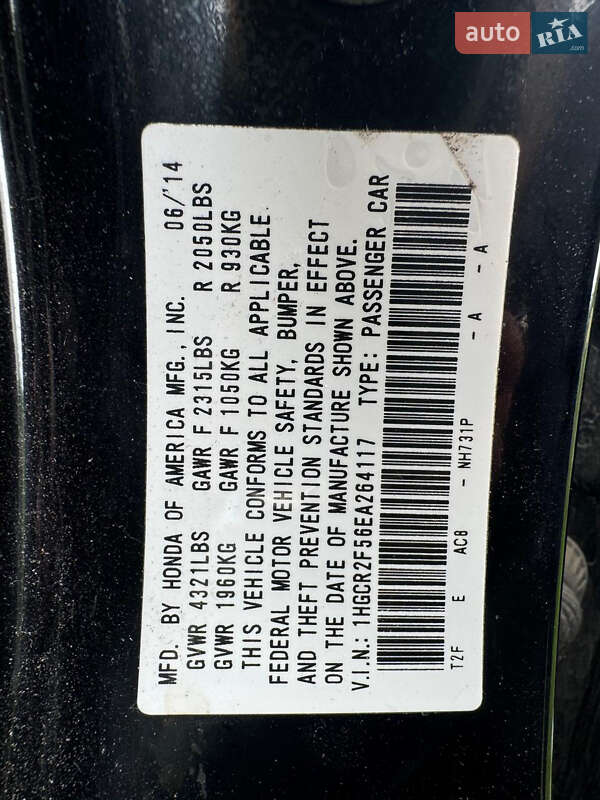 auto
RIA
.com
MFD. BY HONDA OF AMERICA MFG., INC. 06/'14
GVWR 4321LBS GAWR F 2315LBS R 2050LBS
GVWR 1960KG GAWR F 1050KG R 930KG
THIS VEHICLE CONFORMS TO ALL APPLICABLE
FEDERAL MOTOR VEHICLE SAFETY, BUMPER,
AND THEFT PREVENTION STANDARDS IN EFFECT
ON THE DATE OF MANUFACTURE SHOWN ABOVE.
V.I.N.: 1HGCR2F56EA264117 TYPE: PASSENGER CAR
T2F E AC8 - NH731P - A - A